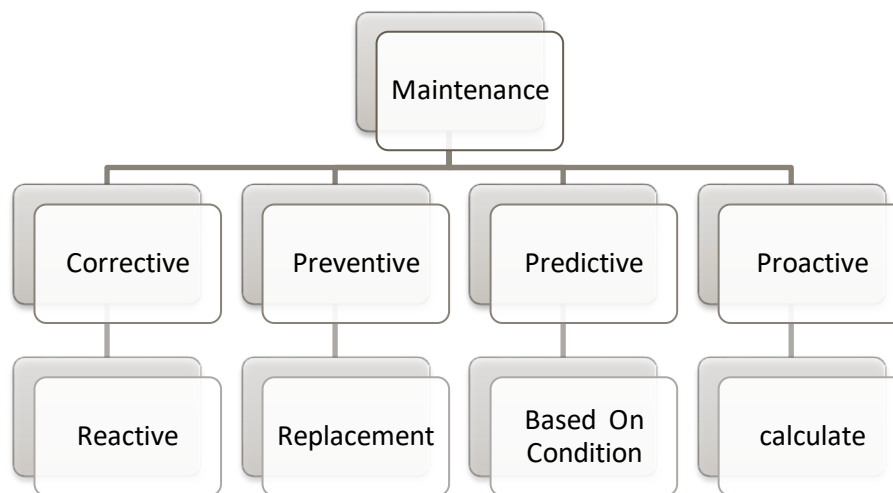 Maintenance
Corrective
Preventive
Predictive
Proactive
Reactive
Replacement
Based On
Condition
calculate